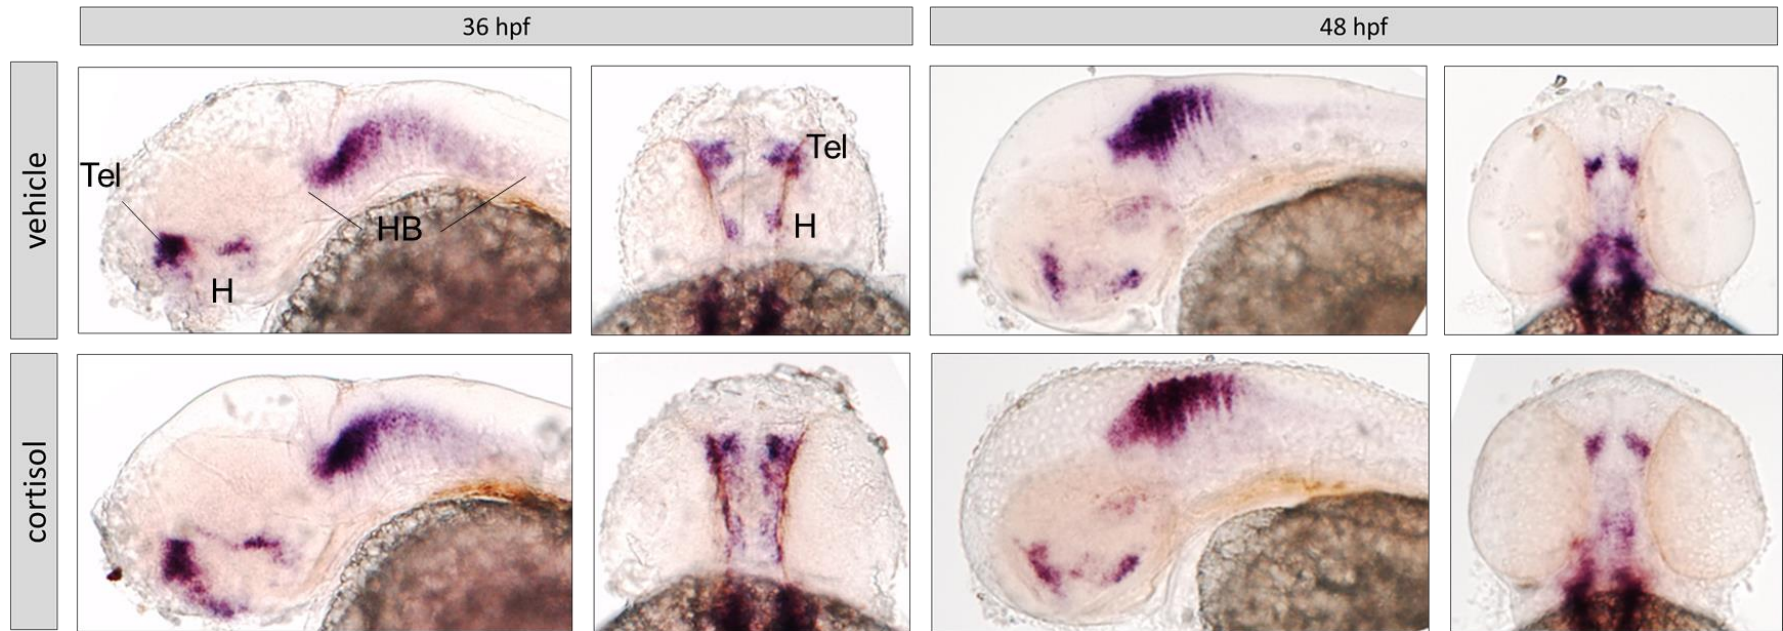 36 hpf
48 hpf
vehicle
Tel
HB
H
Tel
H
cortisol